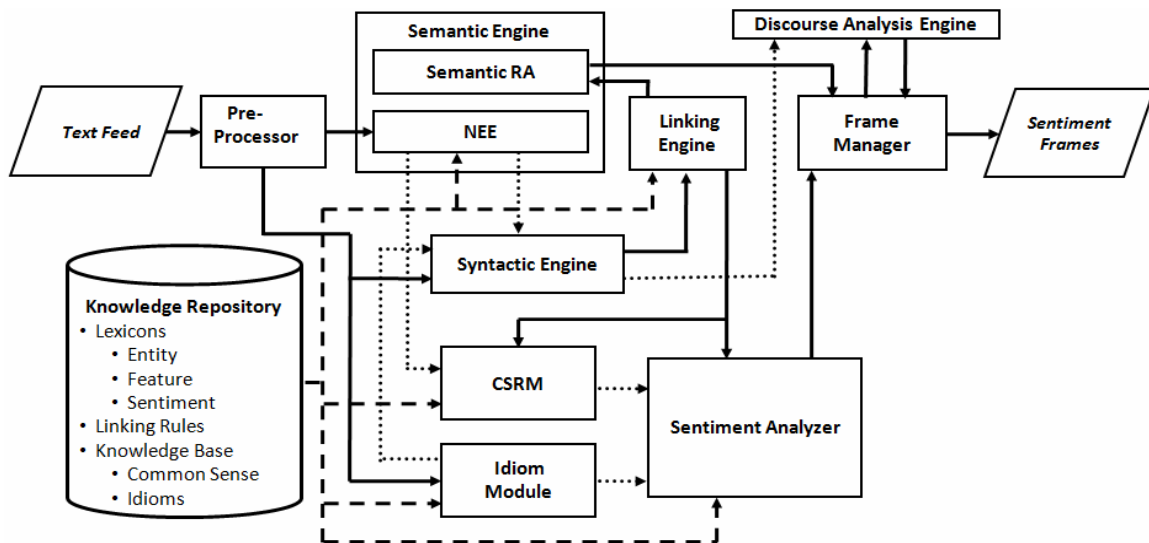 Semantic Engine
Discourse Analysis Engine
Semantic RA
Text Feed
Pre-
Processor
NEE
Linking
Engine
Frame
Manager
Sentiment
Frames
Syntactic Engine
Knowledge Repository
• Lexicons
• Entity
• Feature
• Sentiment
• Linking Rules
• Knowledge Base
• Common Sense
• Idioms
CSRM
Sentiment Analyzer
Idiom
Module